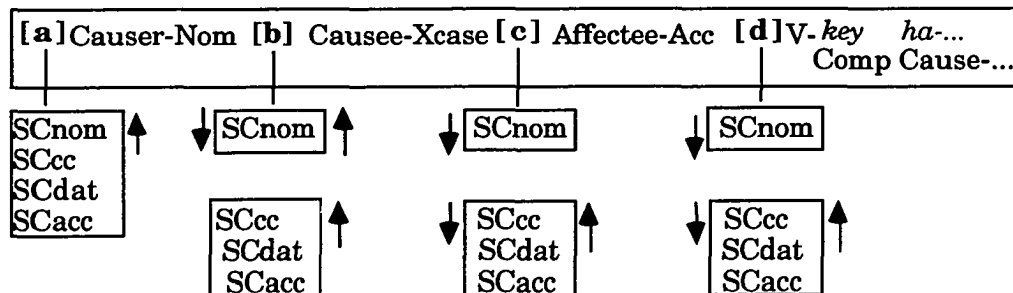 [a] Causer-Nom [b] Causee-Xcase [c] Affectee-Acc [d] V- key ha-...
Comp Cause-...
SCnom SCnom SCnom SCnom
SCcc
SCdat
SCacc
SCcc SCcc SCcc
SCdat SCdat SCdat
SCacc SCacc SCacc